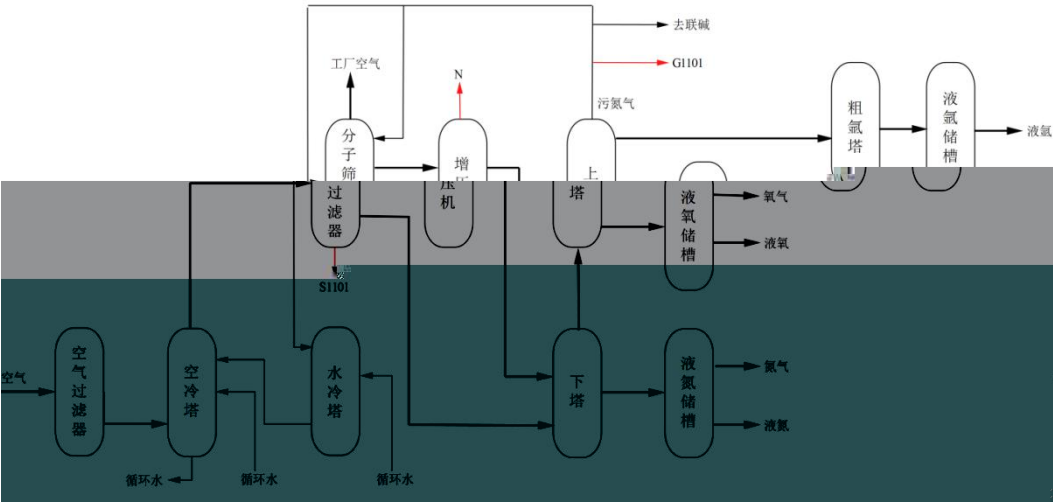 去联碱
G1101
工厂空气
N
污氮气
分子筛过滤器
增压机
上塔
粗氩塔
液氩储槽
液氩
液氧储槽
氧气
液氧
S1101
空气
空气过滤器
空冷塔
水冷塔
下塔
液氮储槽
氮气
液氮
循环水
循环水
循环水